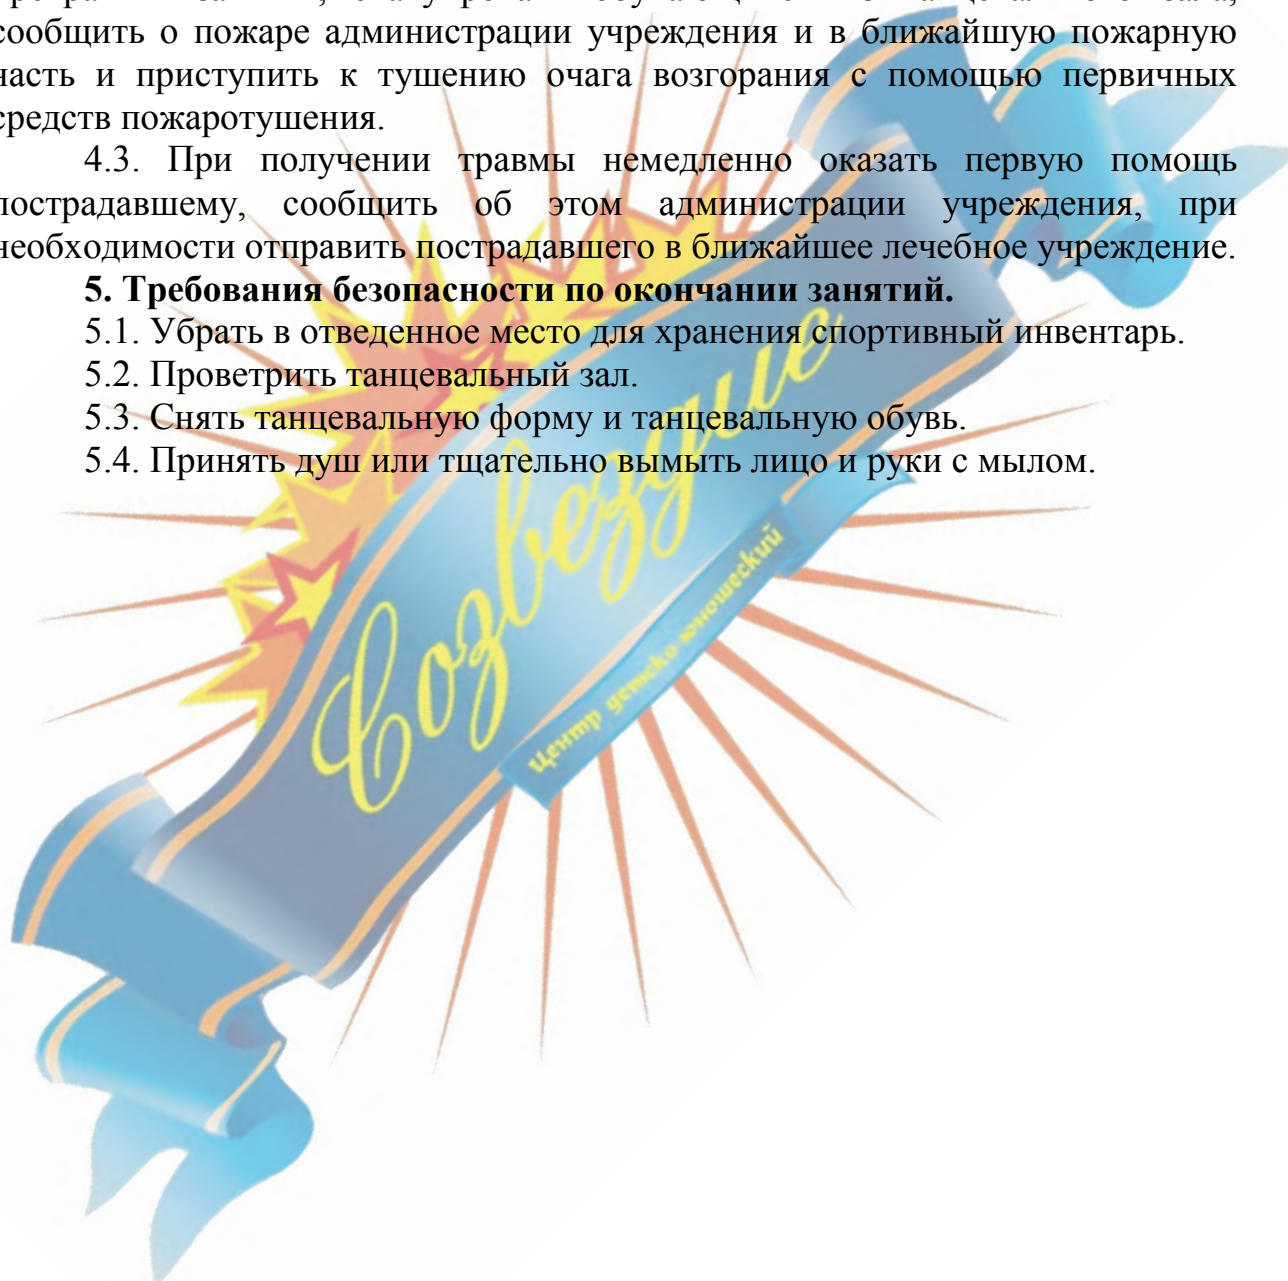 сообщить о пожаре администрации учреждения и в ближайшую пожарную
часть и приступить к тушению очага возгорания с помощью первичных
средств пожаротушения.
4.3. При получении травмы немедленно оказать первую помощь
пострадавшему, сообщить об этом администрации учреждения, при
необходимости отправить пострадавшего в ближайшее лечебное учреждение.
5. Требования безопасности по окончании занятий.
5.1. Убрать в отведенное место для хранения спортивный инвентарь.
5.2. Проветрить танцевальный зал.
5.3. Снять танцевальную форму и танцевальную обувь.
5.4. Принять душ или тщательно вымыть лицо и руки с мылом.
Созвездие
Центр детско-юношеский